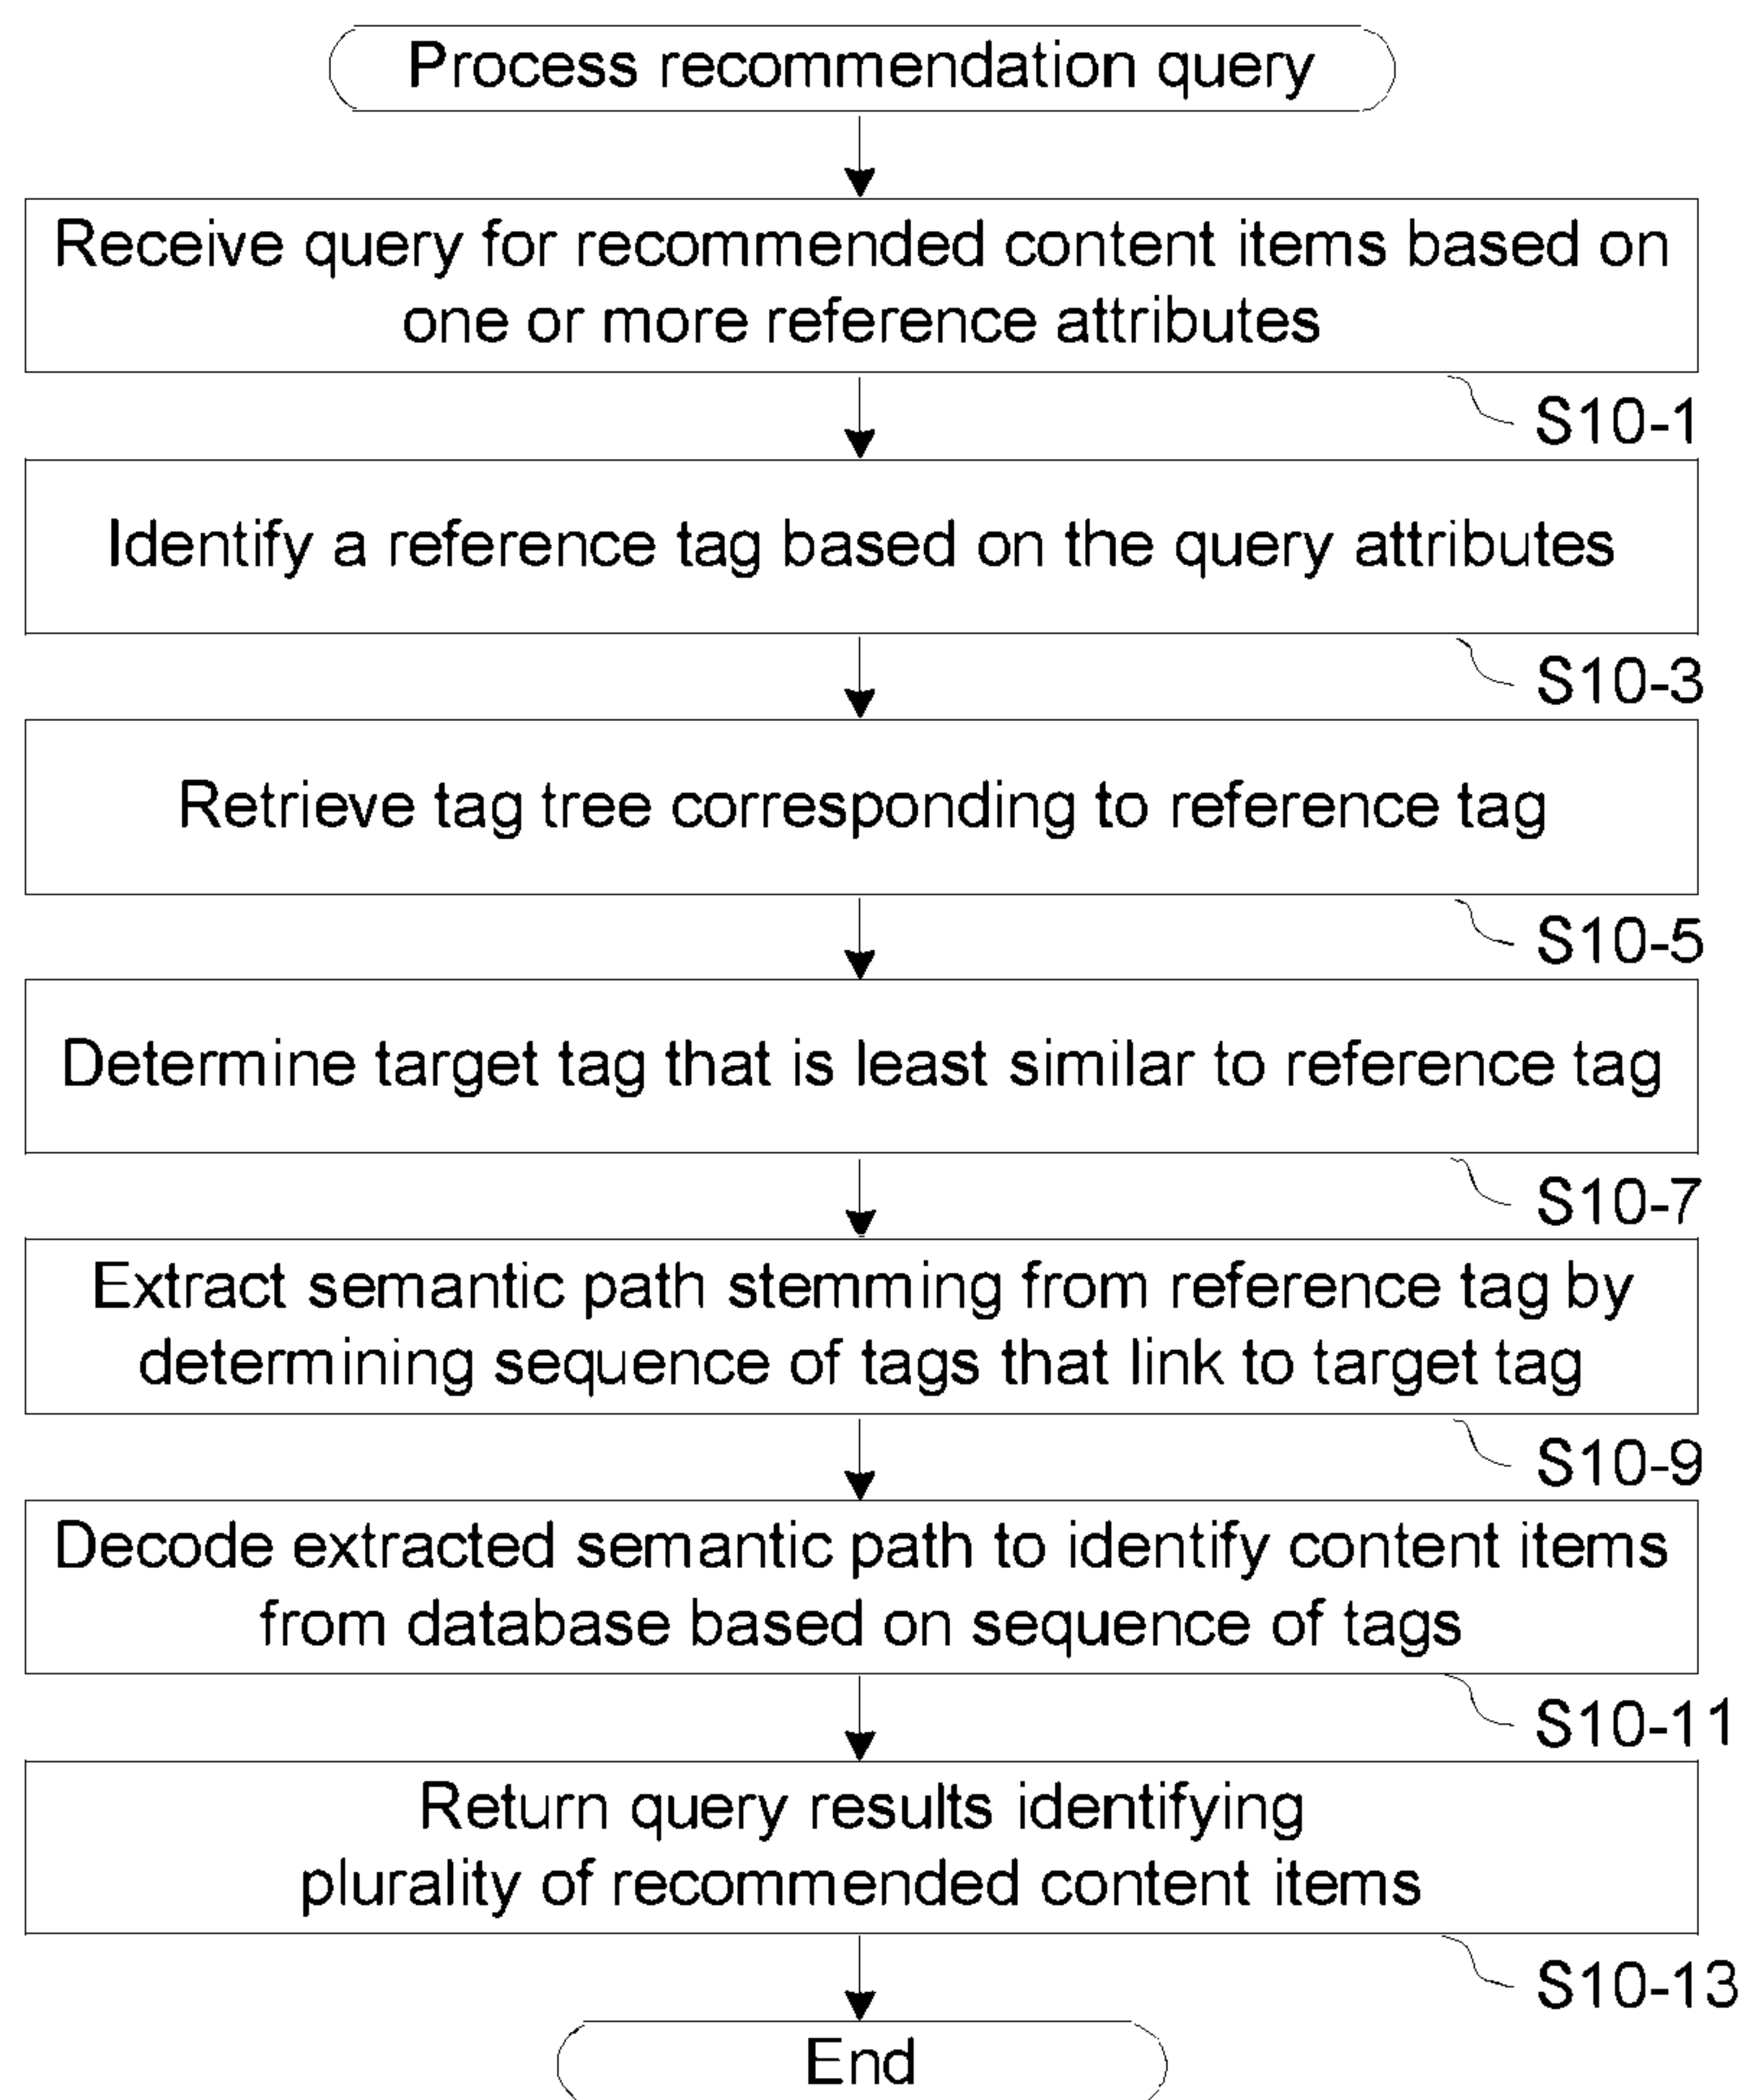 Process recommendation query
Receive query for recommended content items based on
one or more reference attributes
S10-1
Identify a reference tag based on the query attributes
S10-3
Retrieve tag tree corresponding to reference tag
S10-5
Determine target tag that is least similar to reference tag
S10-7
Extract semantic path stemming from reference tag by
determining sequence of tags that link to target tag
S10-9
Decode extracted semantic path to identify content items
from database based on sequence of tags
S10-11
Return query results identifying
plurality of recommended content items
S10-13
End